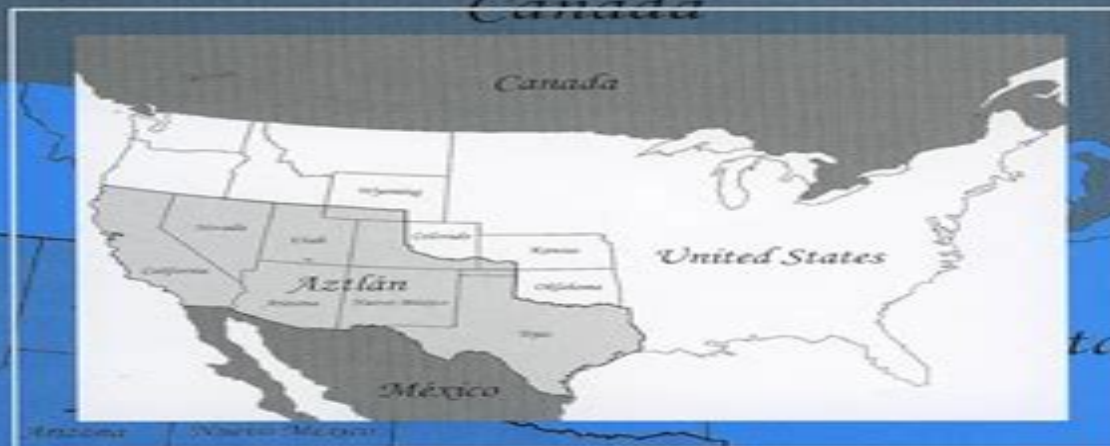 Canada
Canada
Wyoming
Nevada
Utah
Colorado
Kansas
United States
California
Aztlán
Oklahoma
Arizona
Nuevo México
Texas
México
Arizona
Nuevo Mexico